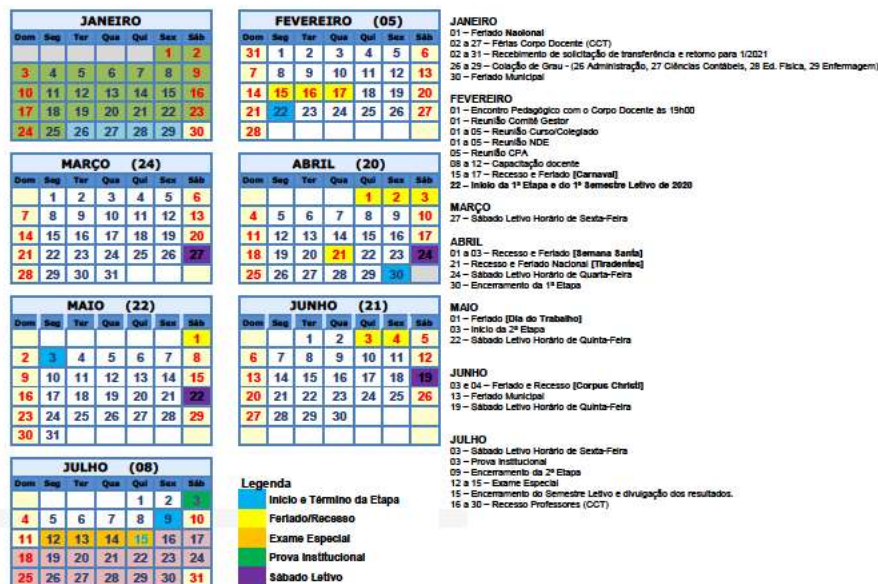 JANEIRO
Dom Seg Ter Qua Qui Sex Sáb
1 2
3 4 5 6 7 8 9
10 11 12 13 14 15 16
17 18 19 20 21 22 23
24 25 26 27 28 29 30
FEVEREIRO (05)
Dom Seg Ter Qua Qui Sex Sáb
31 1 2 3 4 5 6
7 8 9 10 11 12 13
14 15 16 17 18 19 20
21 22 23 24 25 26 27
28
MARÇO (24)
Dom Seg Ter Qua Qui Sex Sáb
1 2 3 4 5 6
7 8 9 10 11 12 13
14 15 16 17 18 19 20
21 22 23 24 25 26 27
28 29 30 31
ABRIL (20)
Dom Seg Ter Qua Qui Sex Sáb
1 2 3
4 5 6 7 8 9 10
11 12 13 14 15 16 17
18 19 20 21 22 23 24
25 26 27 28 29 30
MAIO (22)
Dom Seg Ter Qua Qui Sex Sáb
1
2 3 4 5 6 7 8
9 10 11 12 13 14 15
16 17 18 19 20 21 22
23 24 25 26 27 28 29
30 31
JUNHO (21)
Dom Seg Ter Qua Qui Sex Sáb
1 2 3 4 5
6 7 8 9 10 11 12
13 14 15 16 17 18 19
20 21 22 23 24 25 26
27 28 29 30
JULHO (08)
Dom Seg Ter Qua Qui Sex Sáb
1 2 3
4 5 6 7 8 9 10
11 12 13 14 15 16 17
18 19 20 21 22 23 24
25 26 27 28 29 30 31
Legenda
Início e Término da Etapa
Feriado/Recesso
Exame Especial
Prova Institucional
Sábado Letivo
JANEIRO
01 – Feriado Nacional
02 a 27 – Férias Corpo Docente (CCT)
02 a 31 – Recebimento de solicitação de transferência e retorno para 1/2021
26 a 29 – Colação de Grau - (26 Administração, 27 Ciências Contábeis, 28 Ed. Física, 29 Enfermagem)
30 – Feriado Municipal
FEVEREIRO
01 – Encontro Pedagógico com o Corpo Docente às 19h00
01 – Reunião Comitê Gestor
01 a 05 – Reunião Curso/Colegiado
01 a 05 – Reunião NDE
05 – Reunião CPA
08 a 12 – Capacitação docente
15 a 17 – Recesso e Feriado [Carnaval]
22 – Início da 1ª Etapa e do 1º Semestre Letivo de 2020
MARÇO
27 – Sábado Letivo Horário de Sexta-Feira
ABRIL
01 a 03 – Recesso e Feriado [Semana Santa]
21 – Recesso e Feriado Nacional [Tiradentes]
24 – Sábado Letivo Horário de Quarta-Feira
30 – Encerramento da 1ª Etapa
MAIO
01 – Feriado [Dia do Trabalho]
03 – Início da 2ª Etapa
22 – Sábado Letivo Horário de Quinta-Feira
JUNHO
03 e 04 – Feriado e Recesso [Corpus Christi]
13 – Feriado Municipal
19 – Sábado Letivo Horário de Quinta-Feira
JULHO
03 – Sábado Letivo Horário de Sexta-Feira
03 – Prova Institucional
09 – Encerramento da 2ª Etapa
12 a 15 – Exame Especial
15 – Encerramento do Semestre Letivo e divulgação dos resultados.
16 a 30 – Recesso Professores (CCT)